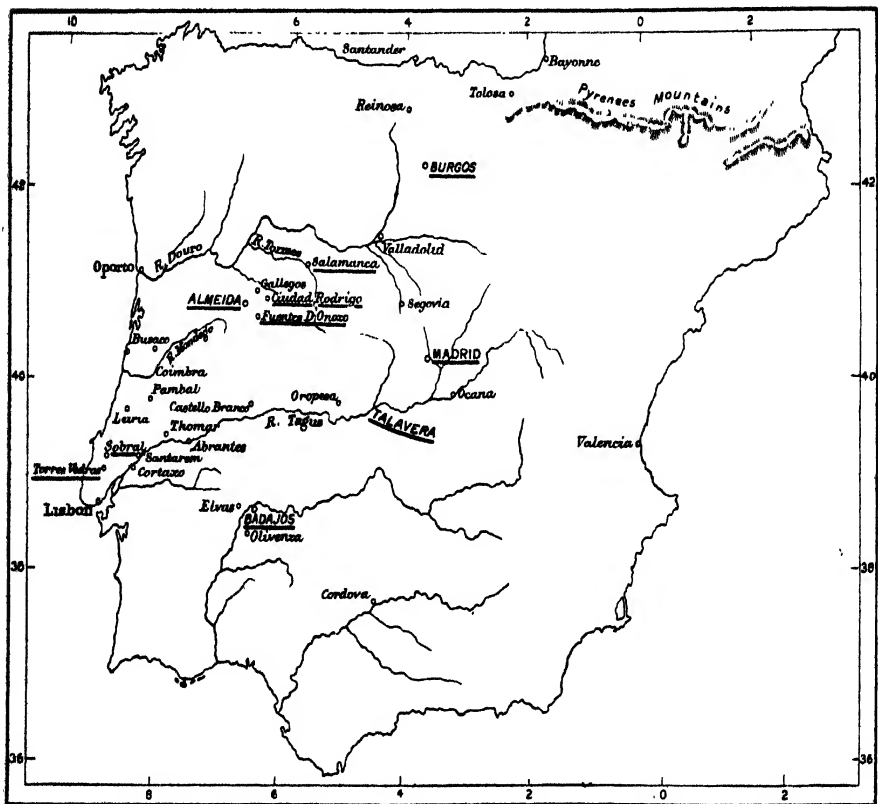 10 8 6 4 2 0 2
Santander
Bayonne
Tolosa
Pyrenees Mountains
Reinosa
42 BURGOS 42
Valladolid
R. Douro
R. Tormes
Oporto
Salamanca
Gallegos
ALMEIDA
Ciudad Rodrigo
Segovia
Fuentes D'Onoxo
Busaco
R. Mondego
MADRID
40 Coimbra 40
Pambal
Oropesa
Ocana
Castello Branco
Leiria
R. Tagus
TALAVERA
Thomar
Abrantes
Valencia
Sobral
Santarem
Torres Vedras
Cortaxo
Lisbon
Elvas
BADAJOS
Olivenxa
38 38
Cordova
36 36
8 6 4 2 0 2